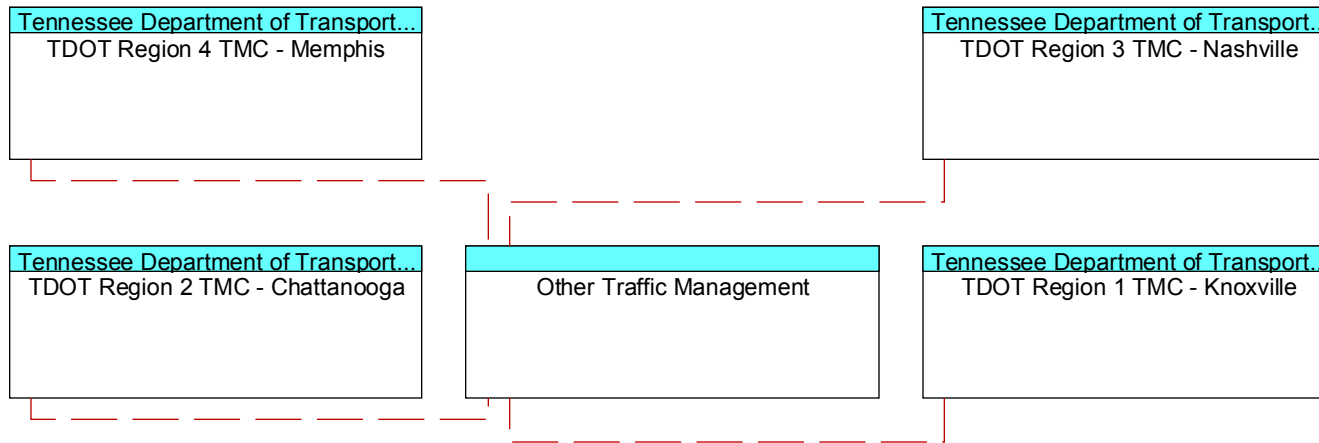 Tennessee Department of Transport...
TDOT Region 4 TMC - Memphis
Tennessee Department of Transport...
TDOT Region 3 TMC - Nashville
Tennessee Department of Transport...
TDOT Region 2 TMC - Chattanooga
Other Traffic Management
Tennessee Department of Transport...
TDOT Region 1 TMC - Knoxville